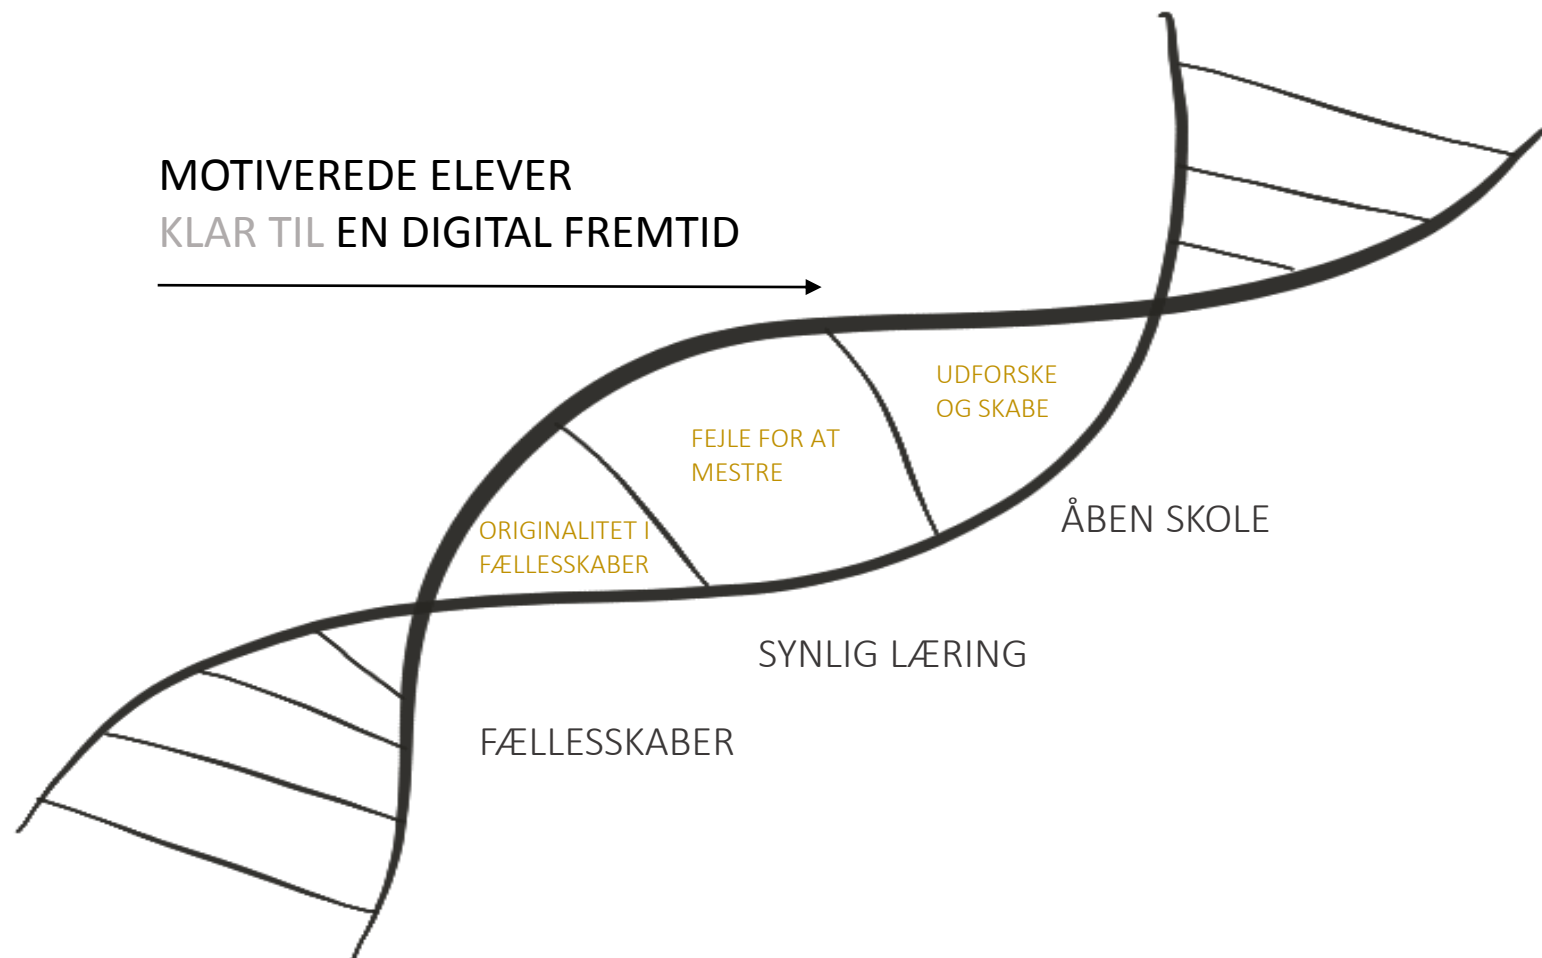 MOTIVEREDE ELEVER
KLAR TIL EN DIGITAL FREMTID
UDFORSKE
OG SKABE
FEJLE FOR AT
MESTRE
ORIGINALITET I
FÆLLESSKABER
ÅBEN SKOLE
SYNLIG LÆRING
FÆLLESSKABER